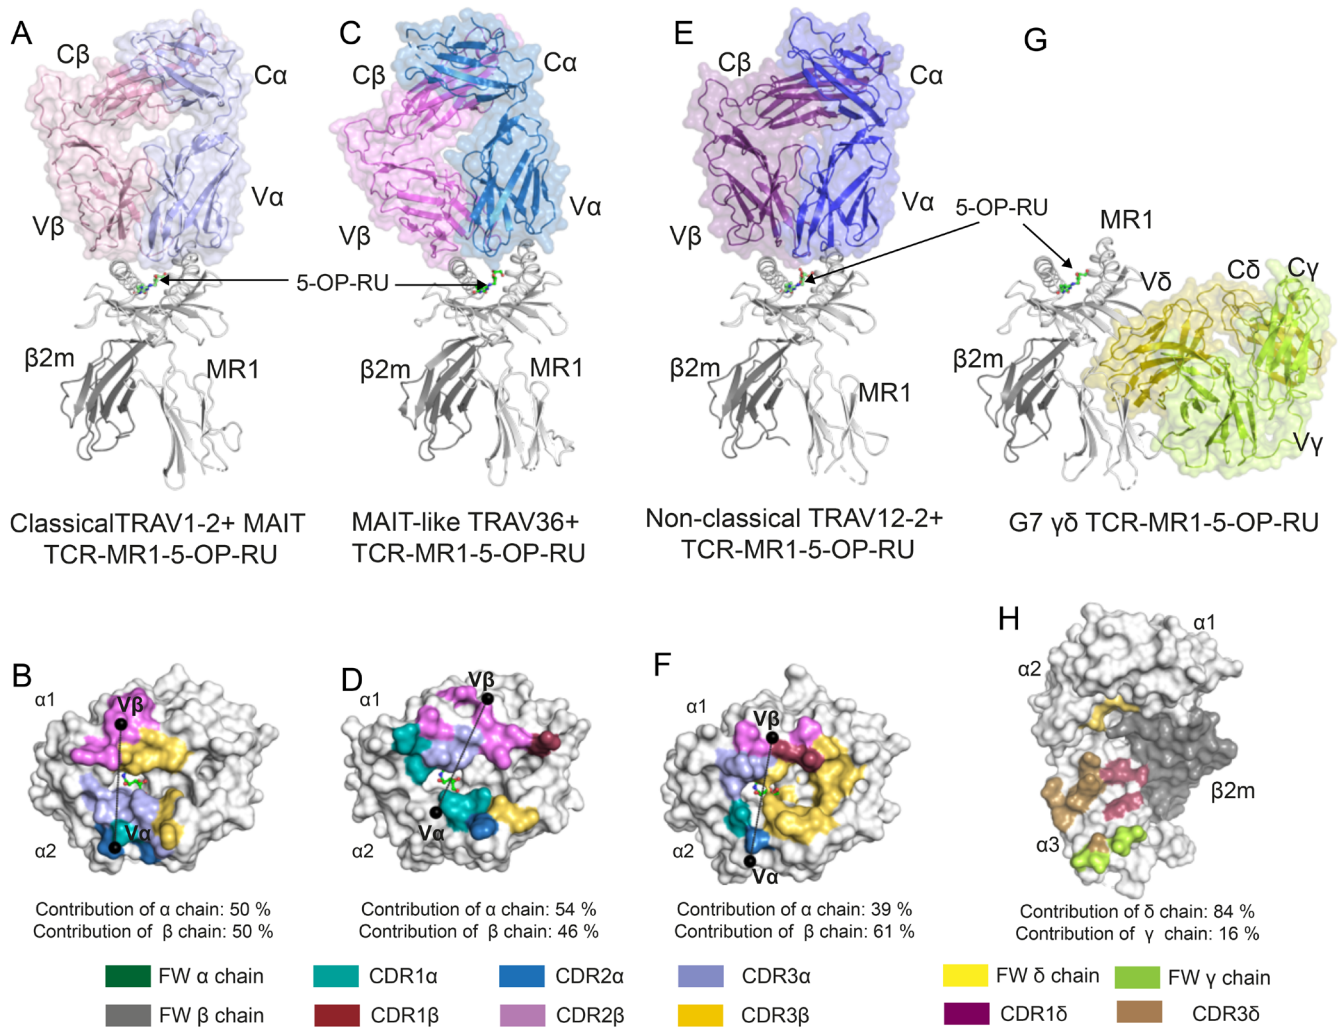 A
Cβ
Cα
Vβ
Vα
C
Cβ
Cα
Vβ
Vα
E
Cβ
Cα
Vβ
Vα
G
5-OP-RU
MR1
Vδ
Cδ
Cγ
5-OP-RU
β2m
MR1
β2m
MR1
β2m
MR1
β2m
Vγ
ClassicalTRAV1-2+ MAIT
TCR-MR1-5-OP-RU
MAIT-like TRAV36+
TCR-MR1-5-OP-RU
Non-classical TRAV12-2+
TCR-MR1-5-OP-RU
G7 γδ TCR-MR1-5-OP-RU
B
α1
Vβ
Vα
α2
D
α1
Vβ
Vα
α2
F
α1
Vβ
α2
Vα
H
α1
α2
β2m
α3
Contribution of α chain: 50 %
Contribution of β chain: 50 %
Contribution of α chain: 54 %
Contribution of β chain: 46 %
Contribution of α chain: 39 %
Contribution of β chain: 61 %
Contribution of δ chain: 84 %
Contribution of γ chain: 16 %
FW α chain
CDR1α
CDR2α
CDR3α
FW δ chain
FW γ chain
FW β chain
CDR1β
CDR2β
CDR3β
CDR1δ
CDR3δ